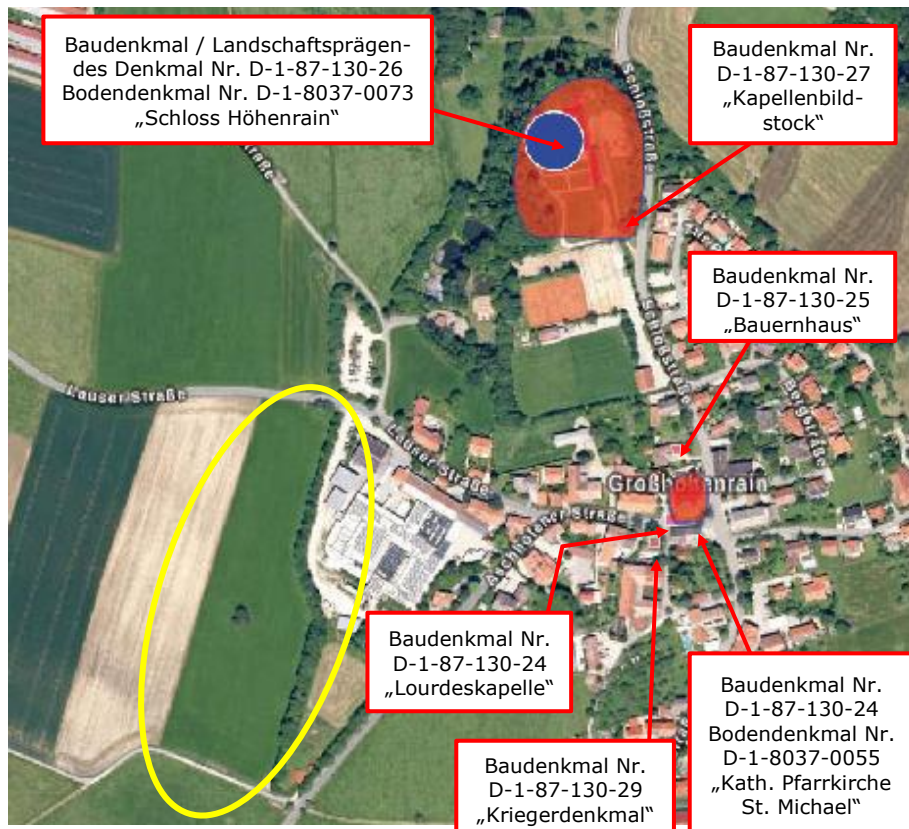 Baudenkmal / Landschaftsprägen-
des Denkmal Nr. D-1-87-130-26
Bodendenkmal Nr. D-1-8037-0073
„Schloss Höhenrain“
Baudenkmal Nr.
D-1-87-130-27
„Kapellenbild-
stock“
Schloßstraße
Baudenkmal Nr.
D-1-87-130-25
„Bauernhaus“
Schloßstraße
Lauser Straße
Bergstraße
Lauser Straße
Großhöhenrain
Aschhofener Straße
Baudenkmal Nr.
D-1-87-130-24
„Lourdeskapelle“
Baudenkmal Nr.
D-1-87-130-24
Bodendenkmal Nr.
D-1-8037-0055
„Kath. Pfarrkirche
St. Michael“
Baudenkmal Nr.
D-1-87-130-29
„Kriegerdenkmal“